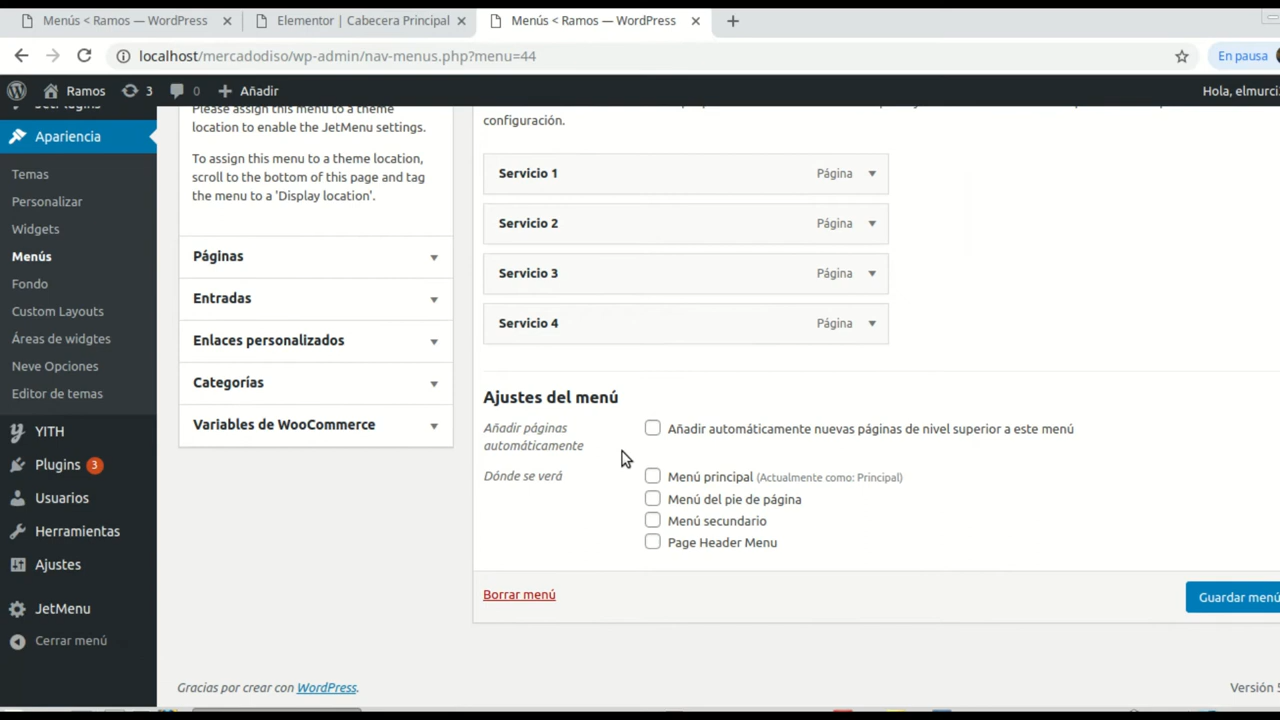 Menús < Ramos — WordPress
Elementor | Cabecera Principal
Menús < Ramos — WordPress
localhost/mercadodiso/wp-admin/nav-menus.php?menu=44
En pausa
Ramos
3
0
Añadir
Hola, elmurci
Apariencia
Temas
Personalizar
Widgets
Menús
Fondo
Custom Layouts
Áreas de widgtes
Neve Opciones
Editor de temas
YITH
Plugins 3
Usuarios
Herramientas
Ajustes
JetMenu
Cerrar menú
Please assign this menu to a theme
location to enable the JetMenu settings.
To assign this menu to a theme location,
scroll to the bottom of this page and tag
the menu to a 'Display location'.
Páginas
Entradas
Enlaces personalizados
Categorías
Variables de WooCommerce
configuración.
Servicio 1 Página
Servicio 2 Página
Servicio 3 Página
Servicio 4 Página
Ajustes del menú
Añadir páginas
automáticamente
Añadir automáticamente nuevas páginas de nivel superior a este menú
Dónde se verá
Menú principal (Actualmente como: Principal)
Menú del pie de página
Menú secundario
Page Header Menu
Borrar menú
Guardar menú
Gracias por crear con WordPress.
Versión 5